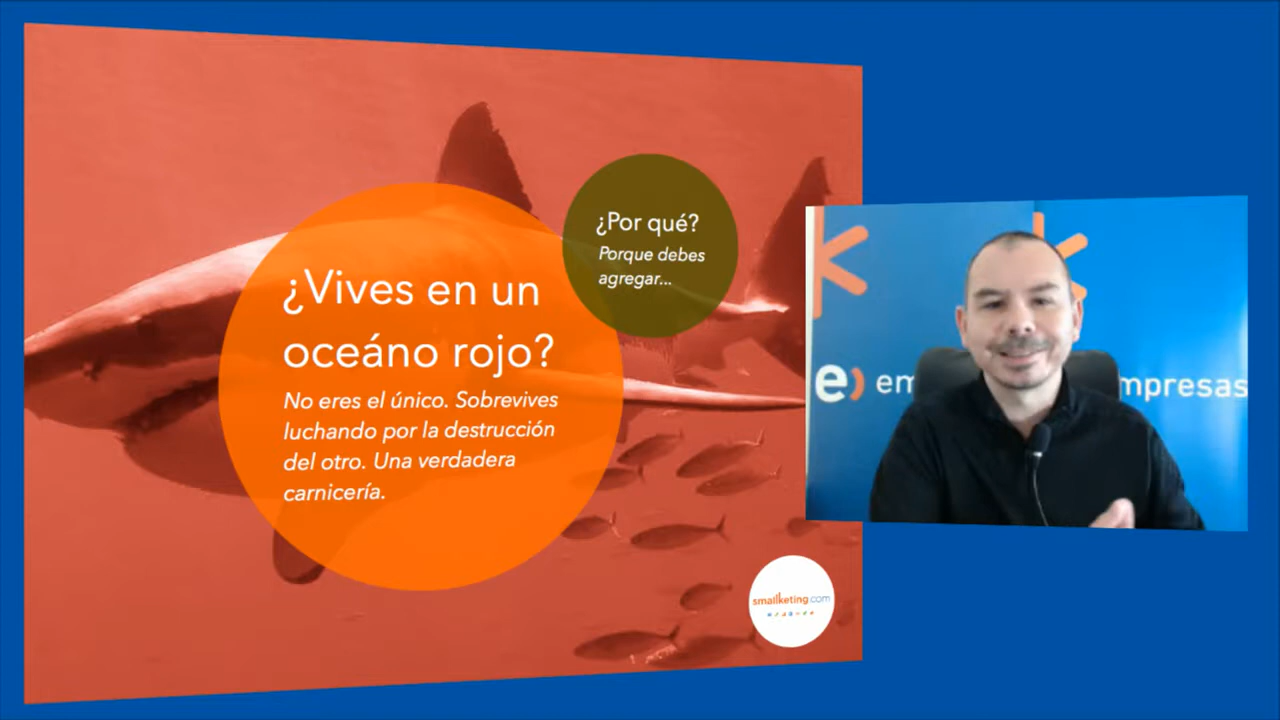 ¿Vives en un
oceáno rojo?
No eres el único. Sobrevives
luchando por la destrucción
del otro. Una verdadera
carnicería.
¿Por qué?
Porque debes
agregar...
smallketing.com
e) em
mpresas